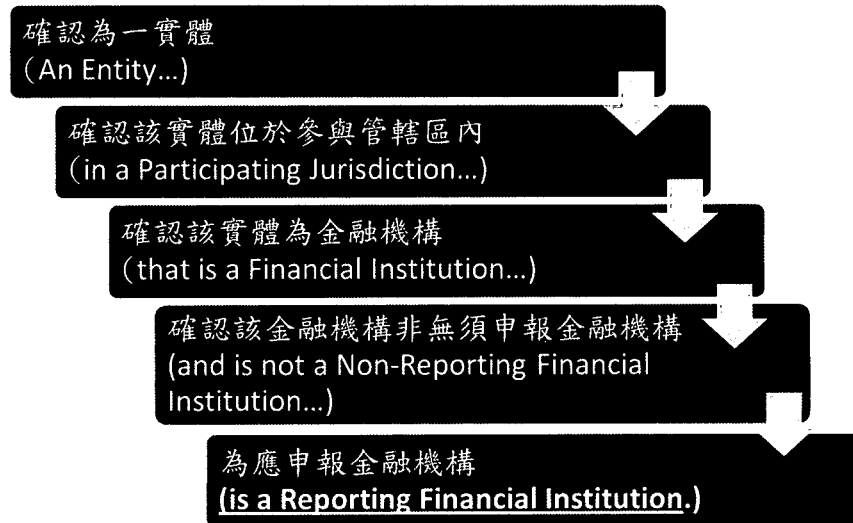 確認為一實體
（An Entity…)
確認該實體位於參與管轄區內
（in a Participating Jurisdiction…)
確認該實體為金融機構
（that is a Financial Institution…)
確認該金融機構非無須申報金融機構
(and is not a Non-Reporting Financial
Institution…)
為應申報金融機構
(is a Reporting Financial Institution.)